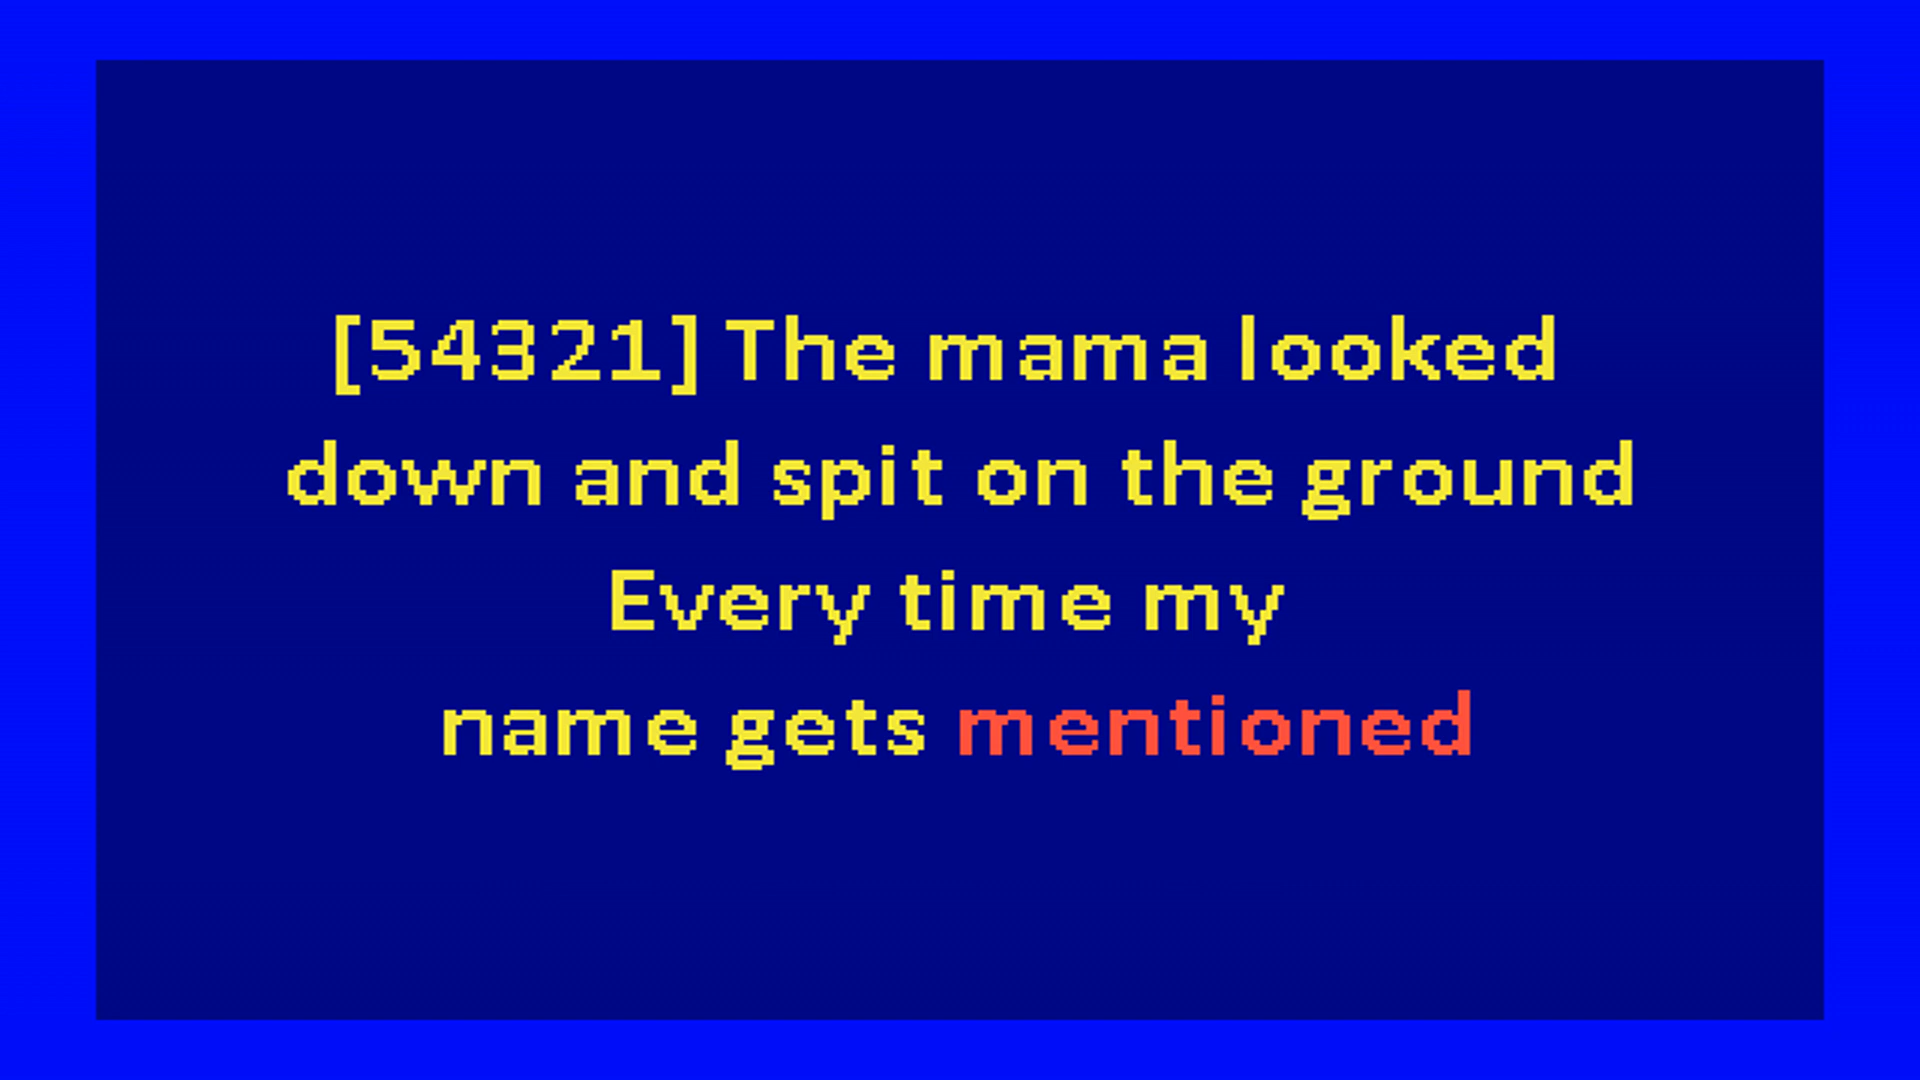 [54321] The mama looked
down and spit on the ground
Every time my
name gets mentioned